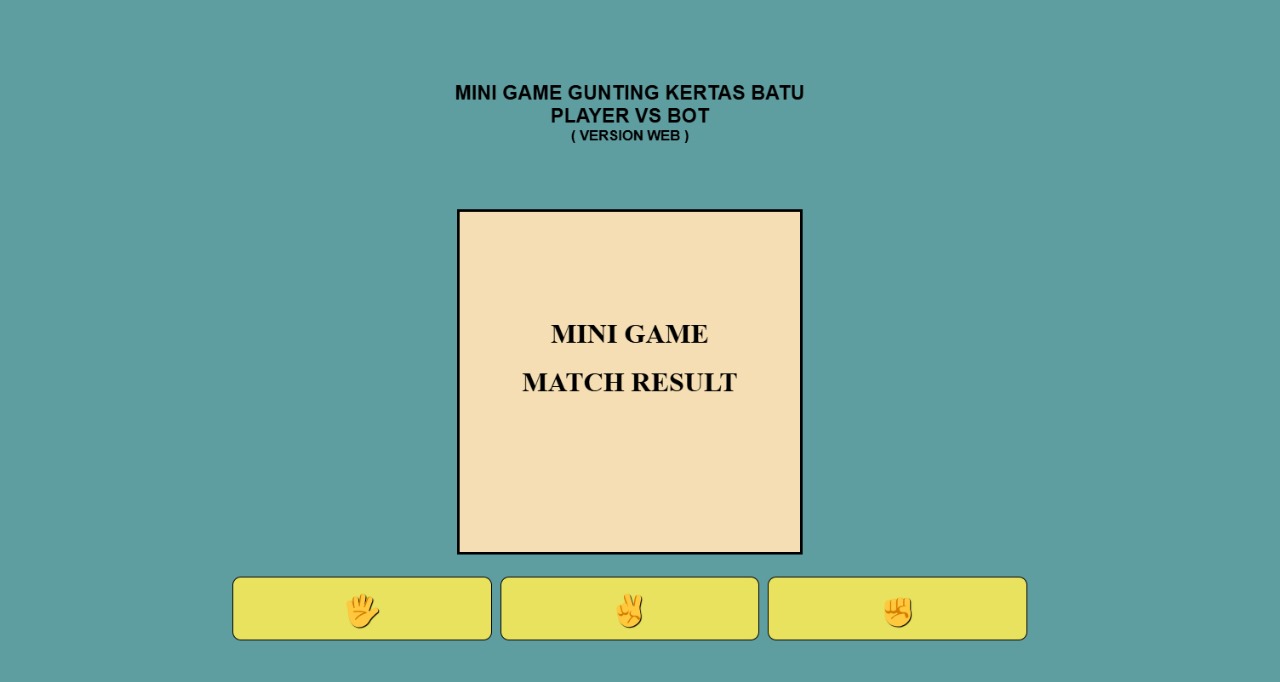 MINI GAME GUNTING KERTAS BATU
PLAYER VS BOT
( VERSION WEB )
MINI GAME
MATCH RESULT